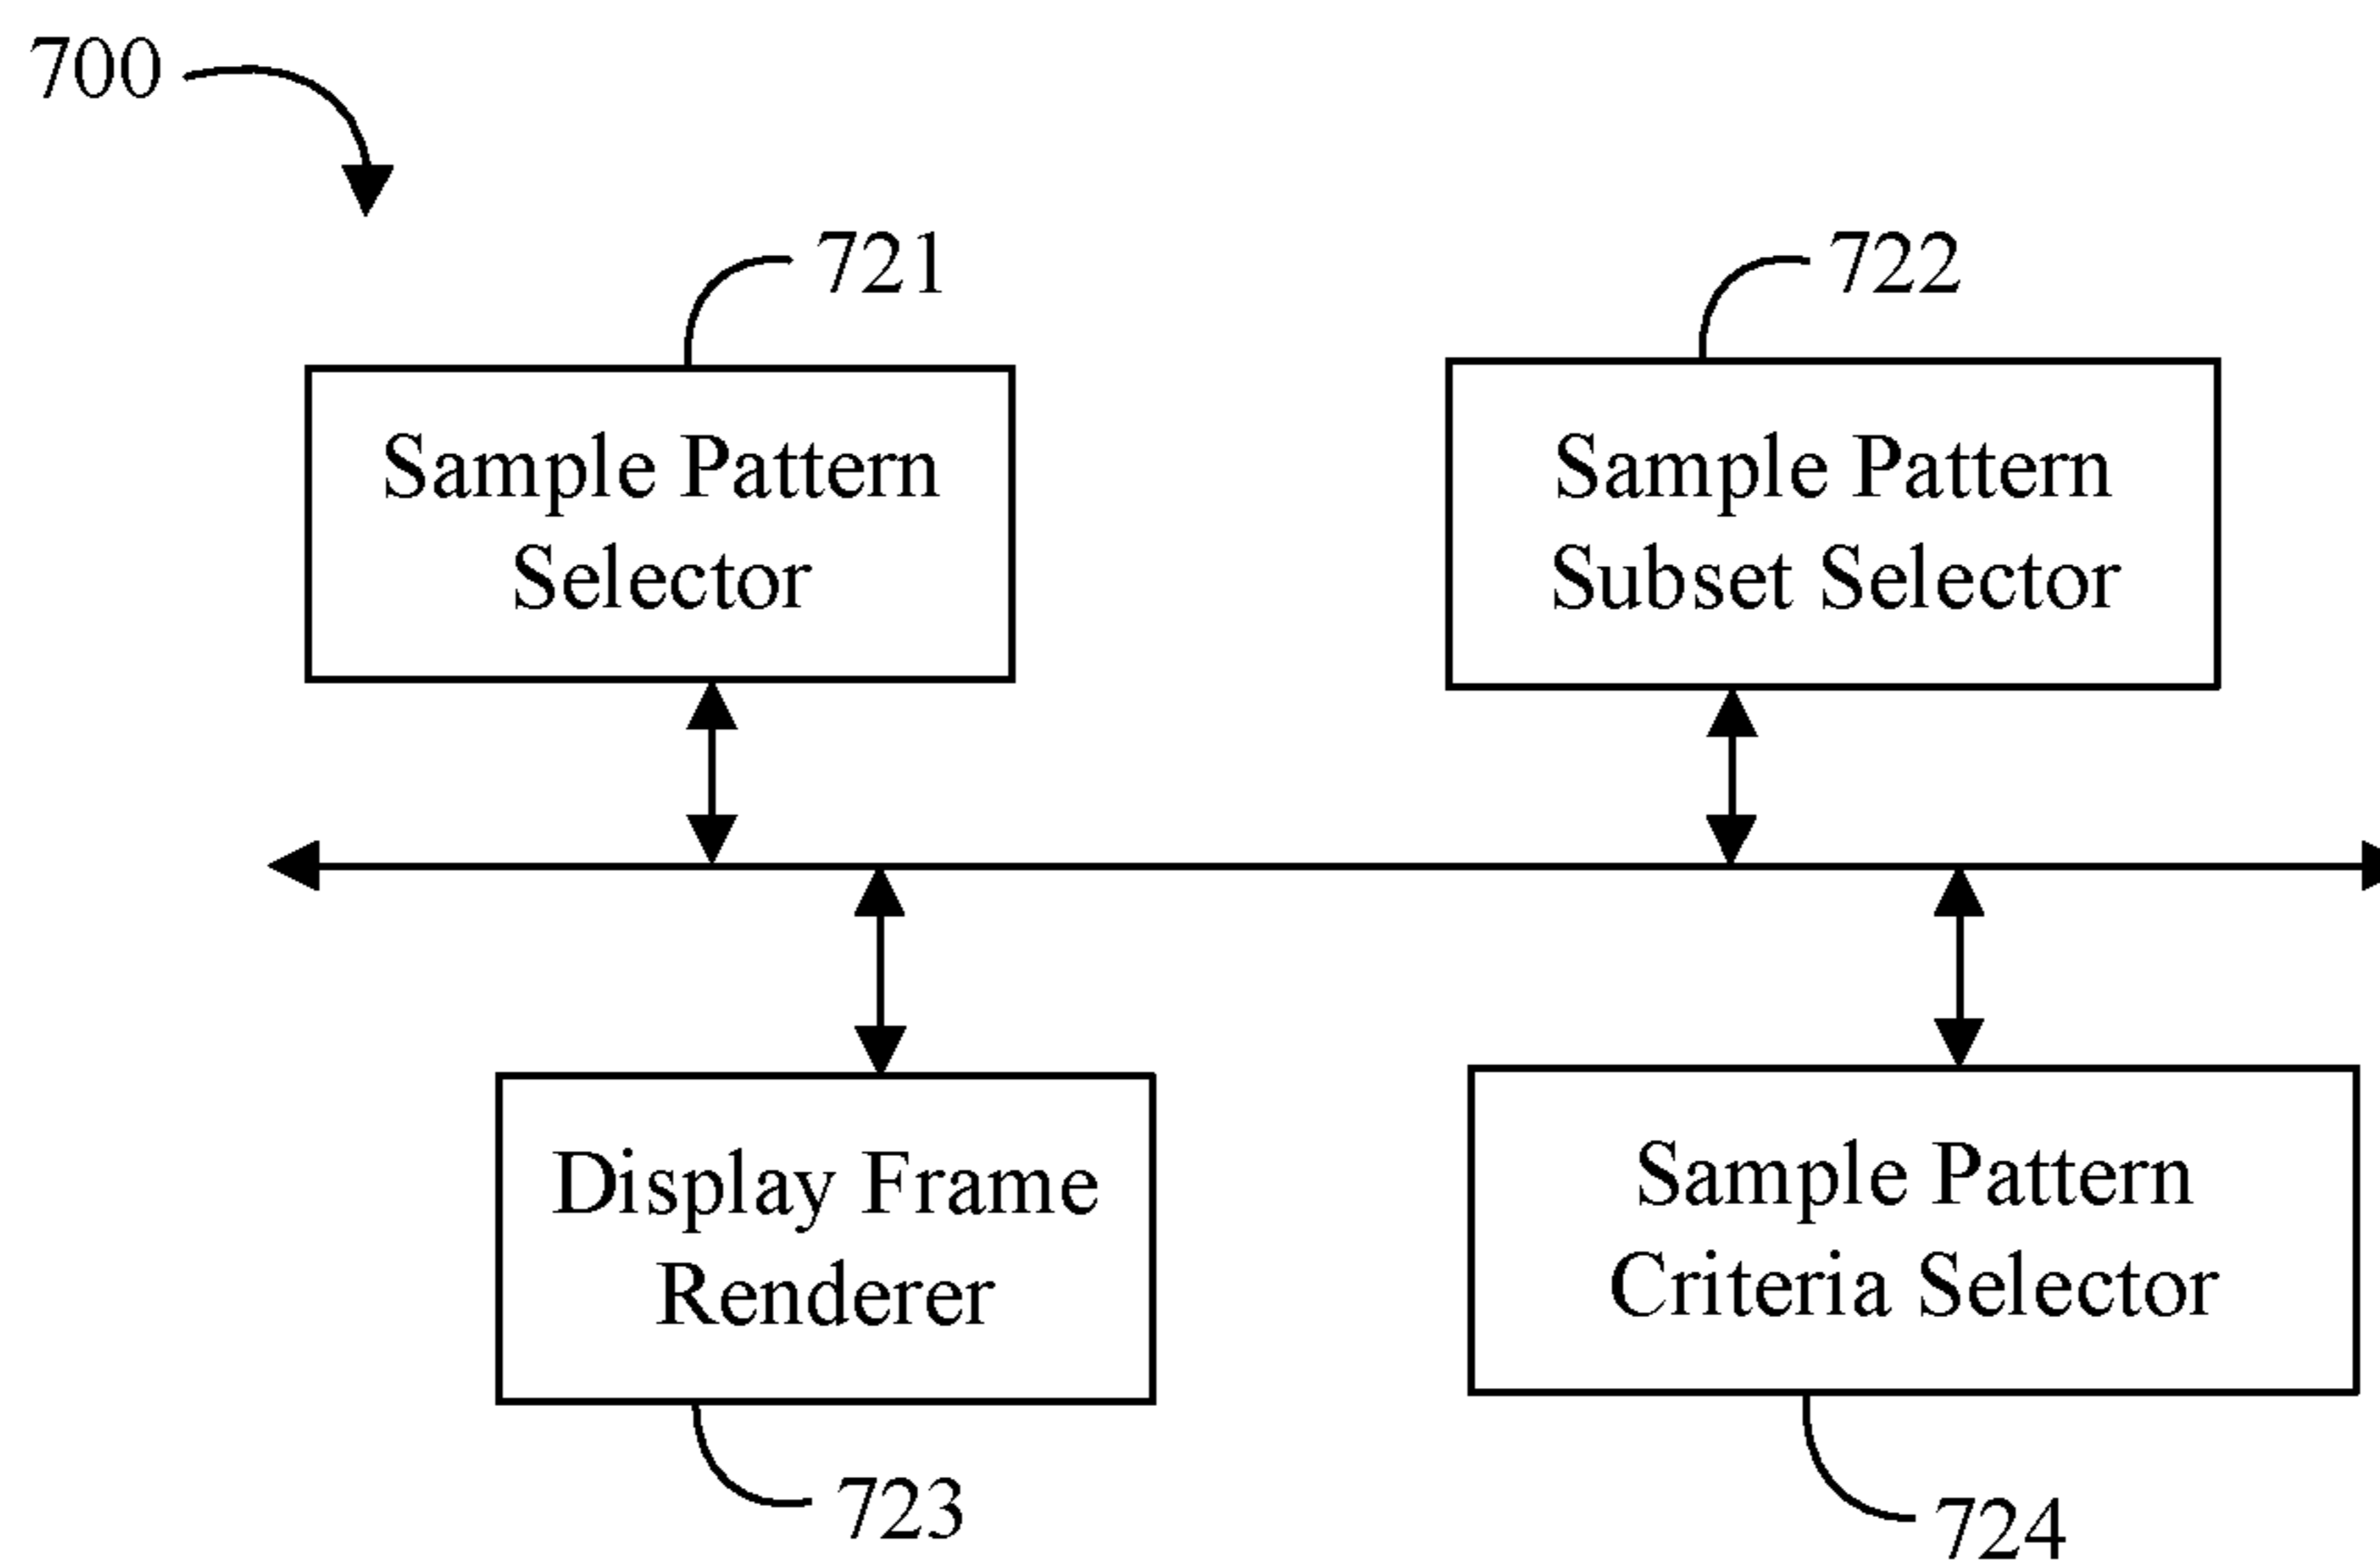 700
721
722
Sample Pattern
Selector
Sample Pattern
Subset Selector
Display Frame
Renderer
Sample Pattern
Criteria Selector
723
724